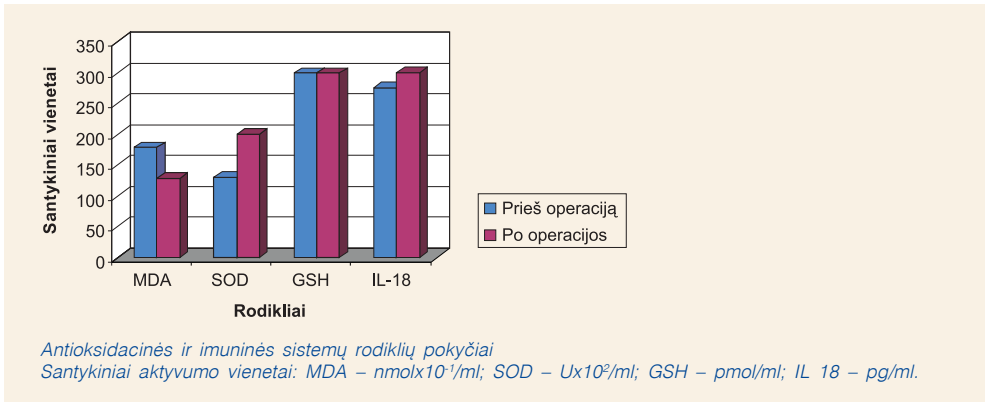 350
300
250
200
150
100
50
0
Santykiniai vienetai
MDA SOD GSH IL-18
Rodikliai
Prieš operaciją
Po operacijos
Antioksidacinės ir imuninės sistemų rodiklių pokyčiai
Santykiniai aktyvumo vienetai: MDA – nmolx10⁻¹/ml; SOD – Ux10²/ml; GSH – pmol/ml; IL 18 – pg/ml.